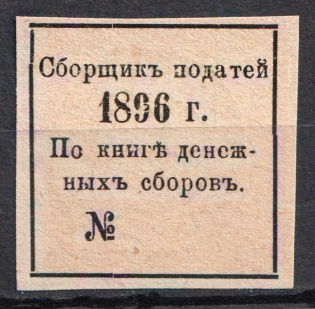 Сборщикъ податей
1896 г.
По книгѣ денеж-
ныхъ сборовъ.
№